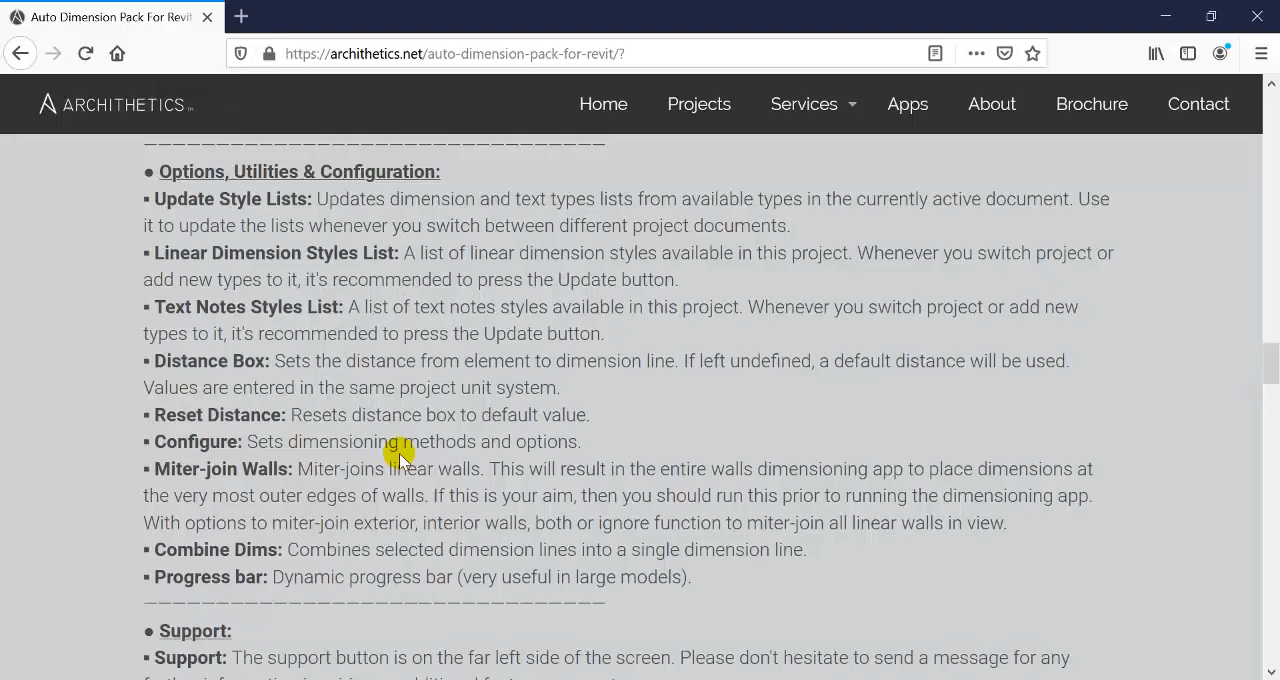 Auto Dimension Pack For Revit
https://archithetics.net/auto-dimension-pack-for-revit/?
ARCHITHETICS
Home Projects Services Apps About Brochure Contact
● Options, Utilities & Configuration:
▪ Update Style Lists: Updates dimension and text types lists from available types in the currently active document. Use
it to update the lists whenever you switch between different project documents.
▪ Linear Dimension Styles List: A list of linear dimension styles available in this project. Whenever you switch project or
add new types to it, it's recommended to press the Update button.
▪ Text Notes Styles List: A list of text notes styles available in this project. Whenever you switch project or add new
types to it, it's recommended to press the Update button.
▪ Distance Box: Sets the distance from element to dimension line. If left undefined, a default distance will be used.
Values are entered in the same project unit system.
▪ Reset Distance: Resets distance box to default value.
▪ Configure: Sets dimensioning methods and options.
▪ Miter-join Walls: Miter-joins linear walls. This will result in the entire walls dimensioning app to place dimensions at
the very most outer edges of walls. If this is your aim, then you should run this prior to running the dimensioning app.
With options to miter-join exterior, interior walls, both or ignore function to miter-join all linear walls in view.
▪ Combine Dims: Combines selected dimension lines into a single dimension line.
▪ Progress bar: Dynamic progress bar (very useful in large models).
● Support:
▪ Support: The support button is on the far left side of the screen. Please don't hesitate to send a message for any